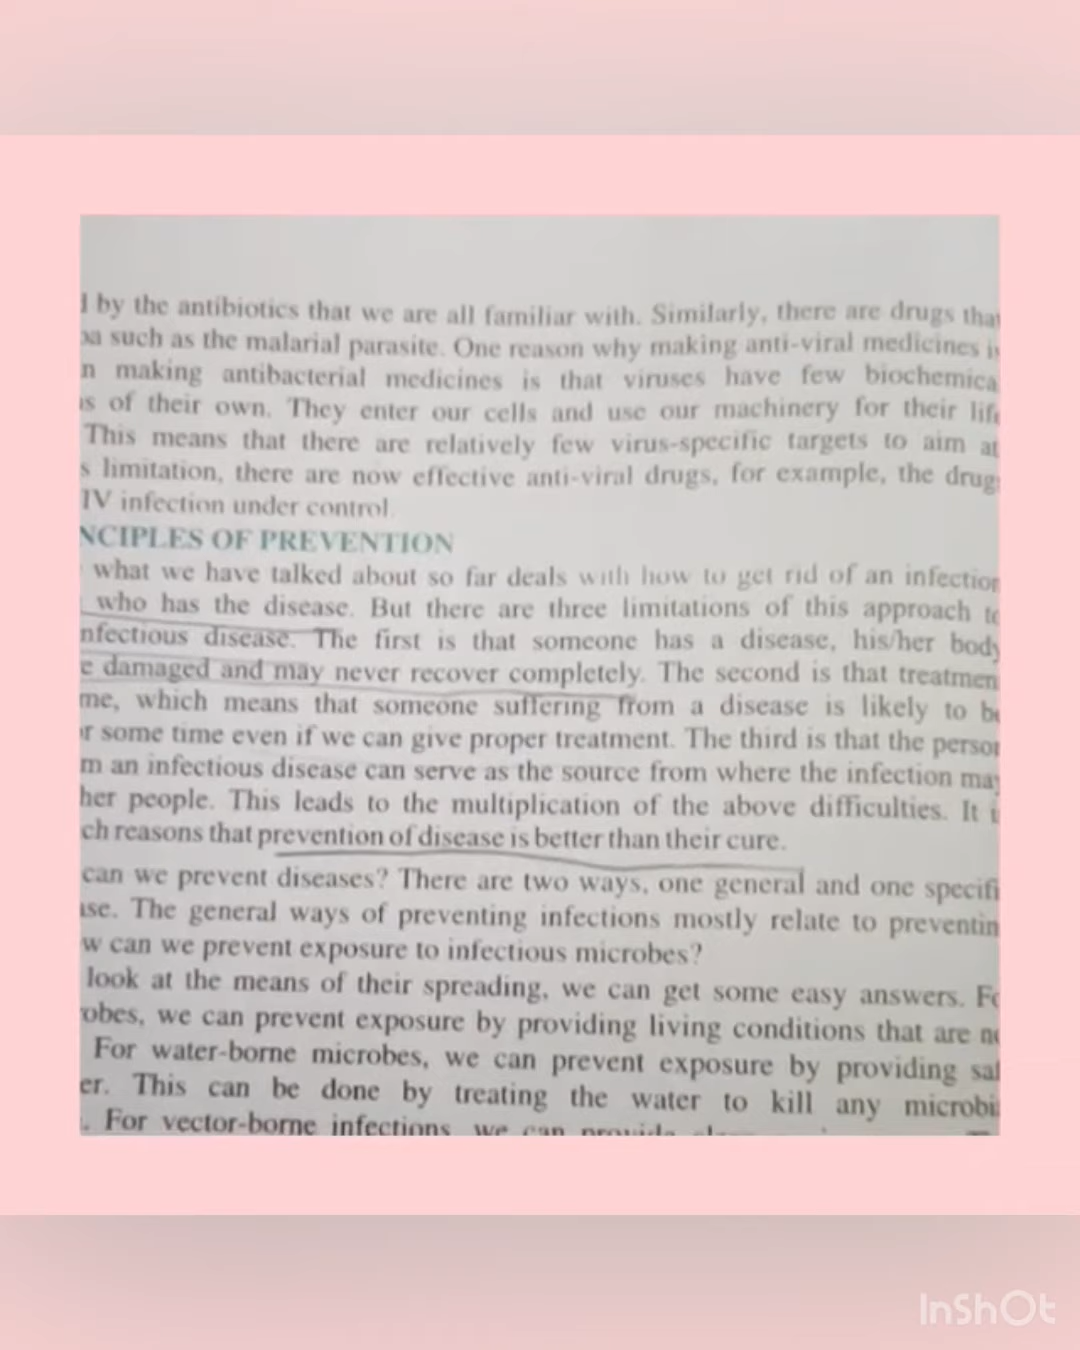 by the antibiotics that we are all familiar with. Similarly, there are drugs that
such as the malarial parasite. One reason why making anti-viral medicines is
n making antibacterial medicines is that viruses have few biochemica
s of their own. They enter our cells and use our machinery for their life
This means that there are relatively few virus-specific targets to aim at
s limitation, there are now effective anti-viral drugs, for example, the drugs
IV infection under control.
NCIPLES OF PREVENTION
what we have talked about so far deals with how to get rid of an infection
who has the disease. But there are three limitations of this approach to
nfectious disease. The first is that someone has a disease, his/her body
e damaged and may never recover completely. The second is that treatmen
me, which means that someone suffering from a disease is likely to be
r some time even if we can give proper treatment. The third is that the person
m an infectious disease can serve as the source from where the infection may
her people. This leads to the multiplication of the above difficulties. It i
ch reasons that prevention of disease is better than their cure.
can we prevent diseases? There are two ways, one general and one specifi
ase. The general ways of preventing infections mostly relate to preventin
w can we prevent exposure to infectious microbes?
look at the means of their spreading, we can get some easy answers. Fo
obes, we can prevent exposure by providing living conditions that are no
For water-borne microbes, we can prevent exposure by providing saf
er. This can be done by treating the water to kill any microbi
. For vector-borne infections, we can provide
InShOt